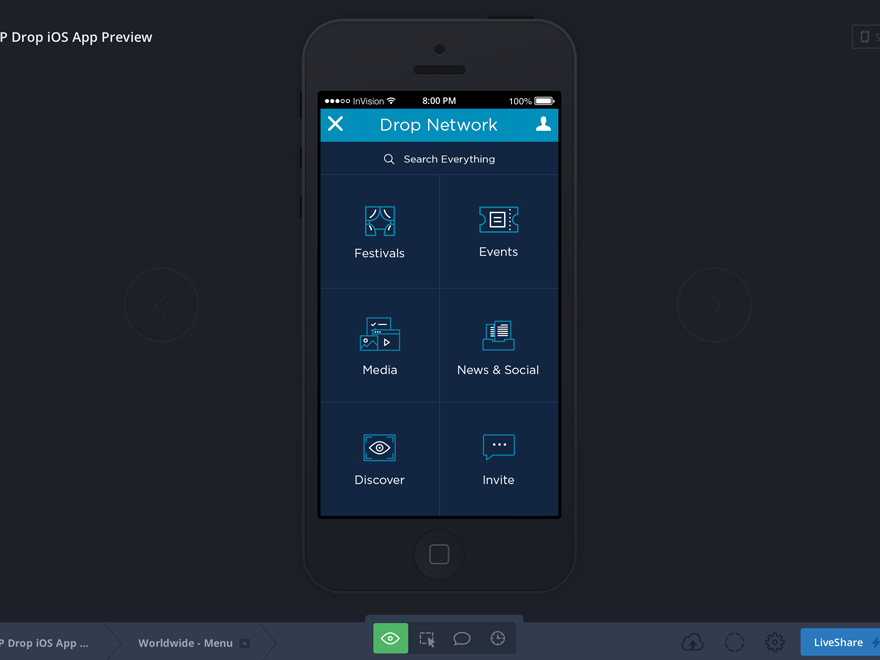 P Drop iOS App Preview
InVision 8:00 PM 100%
Drop Network
Search Everything
Festivals
Events
Media
News & Social
Discover
Invite
P Drop iOS App ...
Worldwide - Menu
LiveShare